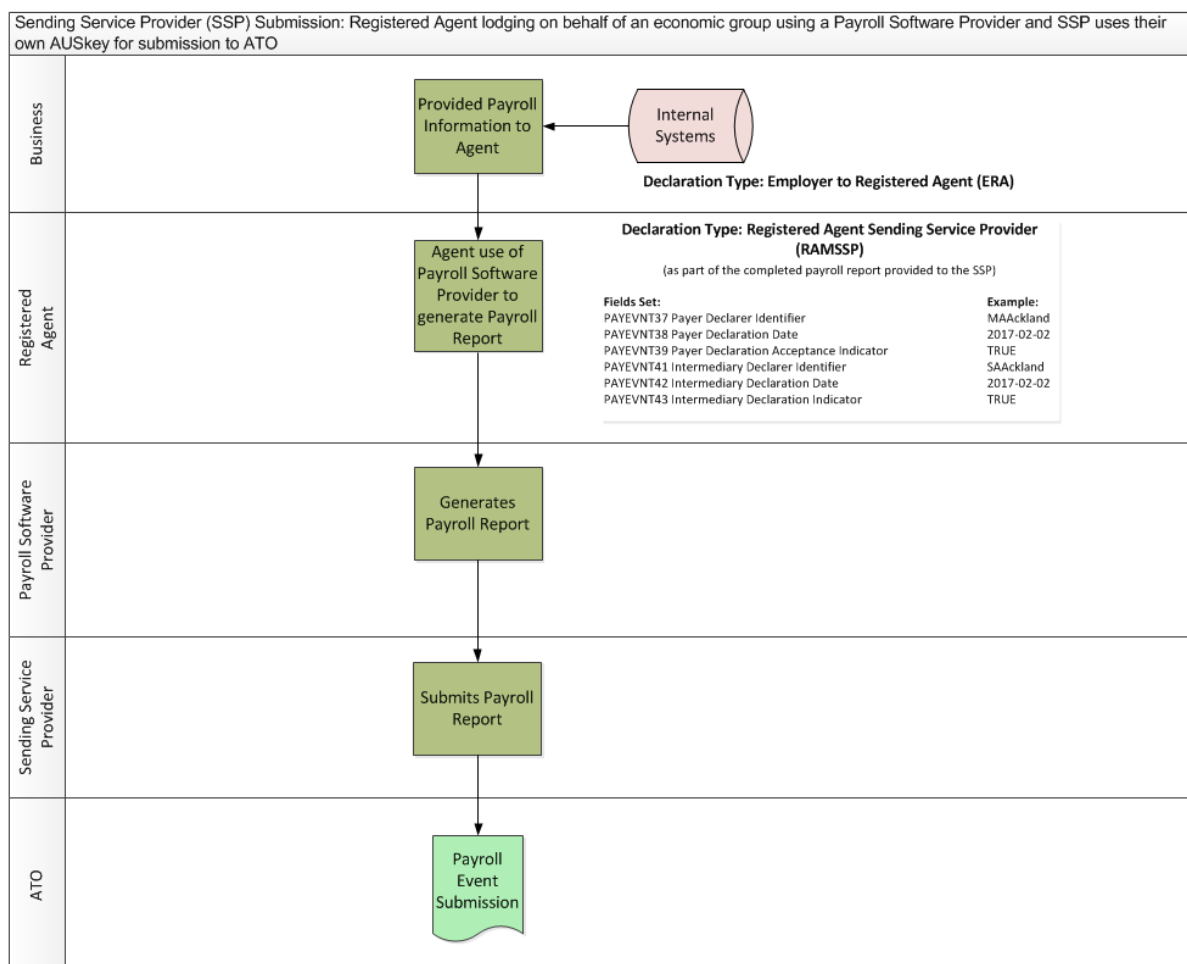 Sending Service Provider (SSP) Submission: Registered Agent lodging on behalf of an economic group using a Payroll Software Provider and SSP uses their
own AUSkey for submission to ATO
Business
Provided Payroll
Information to
Agent
Internal
Systems
Declaration Type: Employer to Registered Agent (ERA)
Registered
Agent
Agent use of
Payroll Software
Provider to
generate Payroll
Report
Declaration Type: Registered Agent Sending Service Provider
(RAMSSP)
(as part of the completed payroll report provided to the SSP)
Fields Set: Example:
PAYEVNT37 Payer Declarer Identifier MAAckland
PAYEVNT38 Payer Declaration Date 2017-02-02
PAYEVNT39 Payer Declaration Acceptance Indicator TRUE
PAYEVNT41 Intermediary Declarer Identifier SAAckland
PAYEVNT42 Intermediary Declaration Date 2017-02-02
PAYEVNT43 Intermediary Declaration Indicator TRUE
Payroll Software
Provider
Generates
Payroll Report
Sending Service
Provider
Submits Payroll
Report
ATO
Payroll
Event
Submission